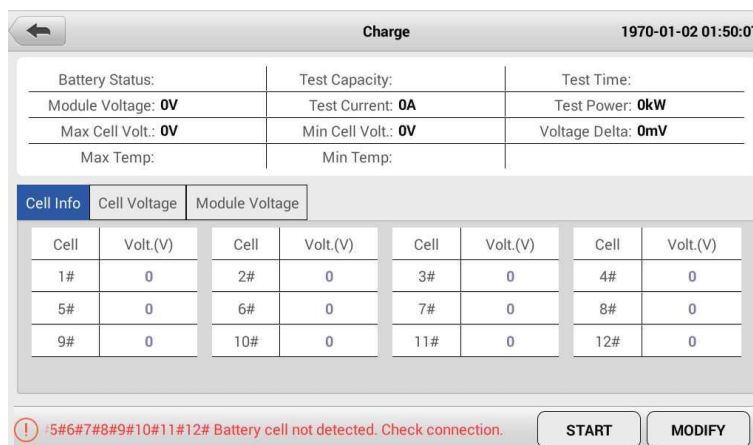 Charge 1970-01-02 01:50:07
Battery Status: Test Capacity: Test Time:
Module Voltage: 0V Test Current: 0A Test Power: 0kW
Max Cell Volt.: 0V Min Cell Volt.: 0V Voltage Delta: 0mV
Max Temp: Min Temp:
Cell Info Cell Voltage Module Voltage
Cell Volt.(V) Cell Volt.(V) Cell Volt.(V) Cell Volt.(V)
1# 0 2# 0 3# 0 4# 0
5# 0 6# 0 7# 0 8# 0
9# 0 10# 0 11# 0 12# 0
#5#6#7#8#9#10#11#12# Battery cell not detected. Check connection. START MODIFY